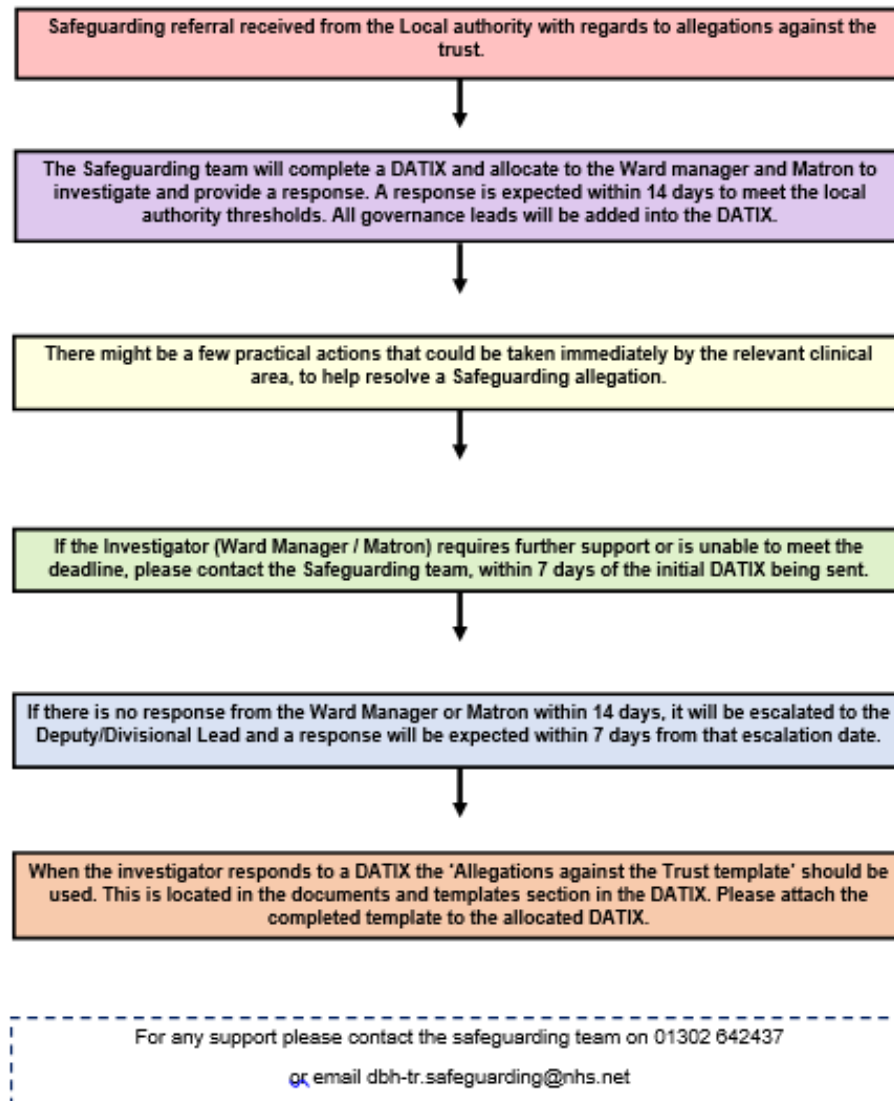 Safeguarding referral received from the Local authority with regards to allegations against the
trust.
The Safeguarding team will complete a DATIX and allocate to the Ward manager and Matron to
investigate and provide a response. A response is expected within 14 days to meet the local
authority thresholds. All governance leads will be added into the DATIX.
There might be a few practical actions that could be taken immediately by the relevant clinical
area, to help resolve a Safeguarding allegation.
If the Investigator (Ward Manager / Matron) requires further support or is unable to meet the
deadline, please contact the Safeguarding team, within 7 days of the initial DATIX being sent.
If there is no response from the Ward Manager or Matron within 14 days, it will be escalated to the
Deputy/Divisional Lead and a response will be expected within 7 days from that escalation date.
When the investigator responds to a DATIX the 'Allegations against the Trust template' should be
used. This is located in the documents and templates section in the DATIX. Please attach the
completed template to the allocated DATIX.
For any support please contact the safeguarding team on 01302 642437
or email dbh-tr.safeguarding@nhs.net